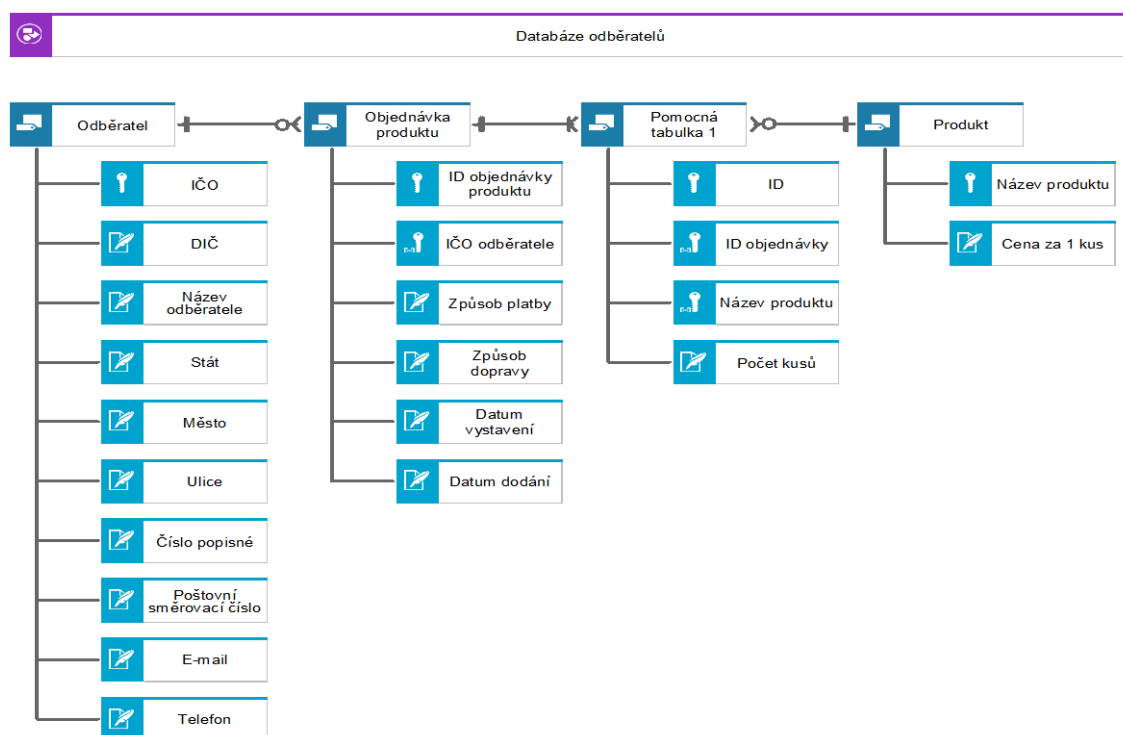 Databáze odběratelů
Odběratel
Objednávka
produktu
Pomocná
tabulka 1
Produkt
IČO
DIČ
Název
odběratele
Stát
Město
Ulice
Číslo popisné
Poštovní
směrovací číslo
E-mail
Telefon
ID objednávky
produktu
IČO odběratele
Způsob platby
Způsob
dopravy
Datum
vystavení
Datum dodání
ID
ID objednávky
Název produktu
Počet kusů
Název produktu
Cena za 1 kus